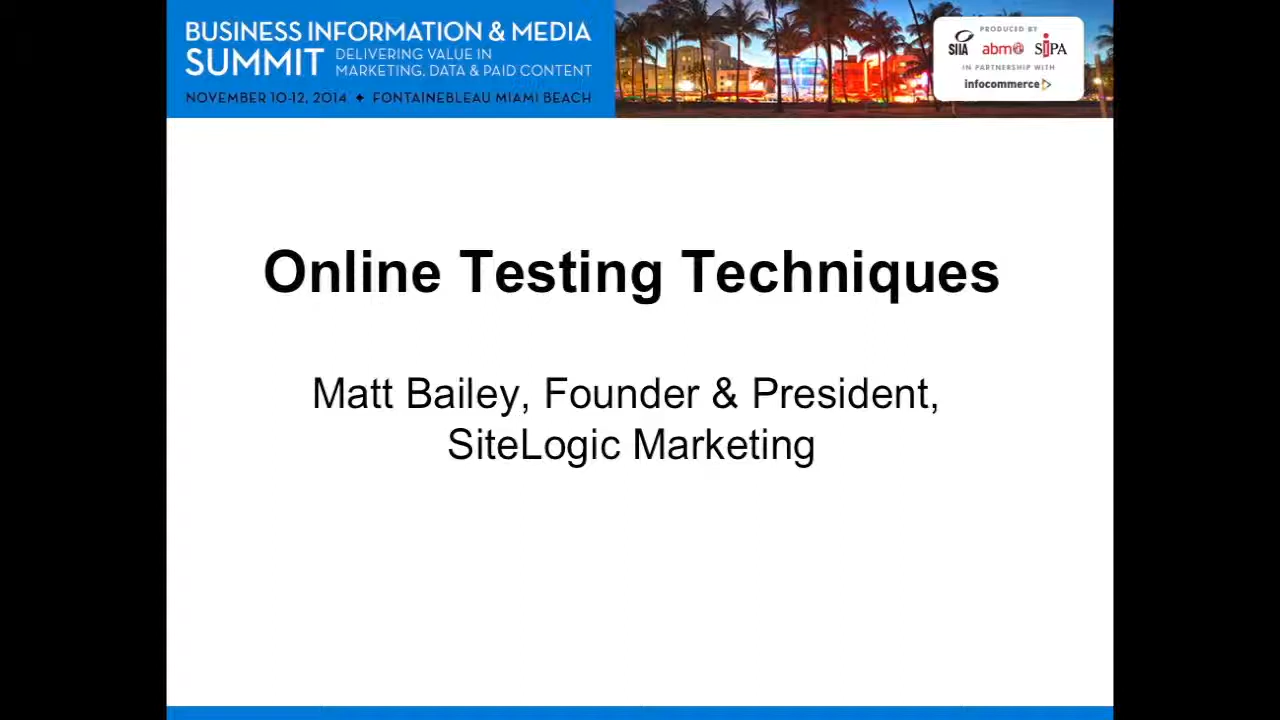 BUSINESS INFORMATION & MEDIA
SUMMIT DELIVERING VALUE IN
MARKETING, DATA & PAID CONTENT
NOVEMBER 10-12, 2014 ✦ FONTAINEBLEAU MIAMI BEACH
PRODUCED BY
SIIA abm SIPA
IN PARTNERSHIP WITH
infocommerce
Online Testing Techniques
Matt Bailey, Founder & President,
SiteLogic Marketing